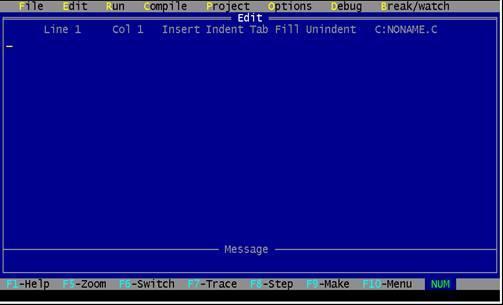 File Edit Run Compile Project Options Debug Break/watch
Edit
Line 1 Col 1 Insert Indent Tab Fill Unindent C:NONAME.C
Message
F1-Help F5-Zoom F6-Switch F7-Trace F8-Step F9-Make F10-Menu NUM